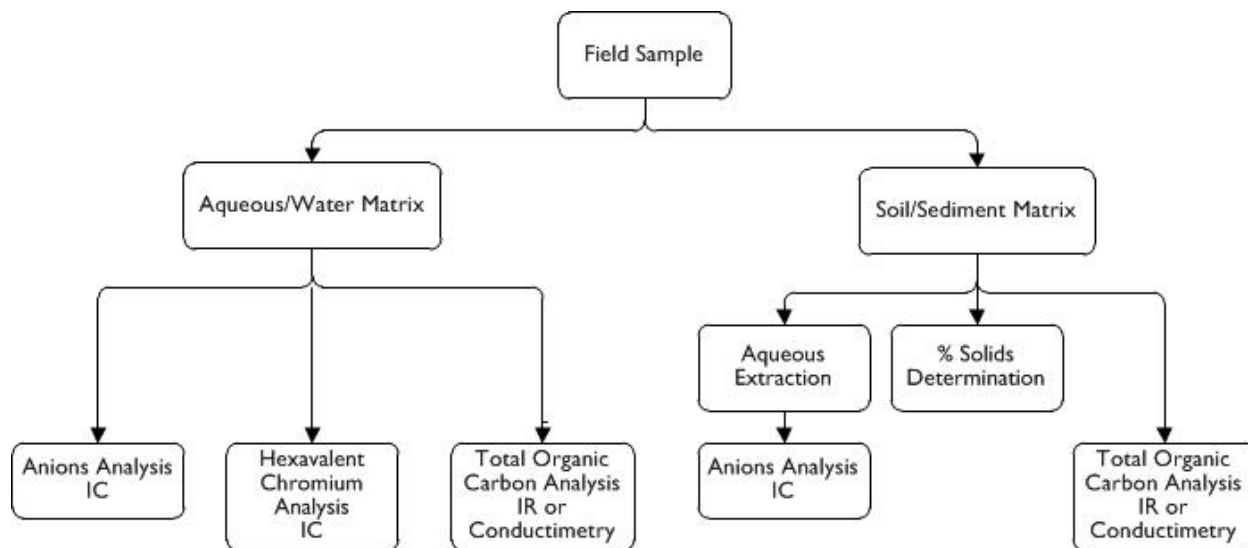 Field Sample
Aqueous/Water Matrix
Soil/Sediment Matrix
Aqueous
Extraction
% Solids
Determination
Anions Analysis
IC
Hexavalent
Chromium
Analysis
IC
Total Organic
Carbon Analysis
IR or
Conductimetry
Anions Analysis
IC
Total Organic
Carbon Analysis
IR or
Conductimetry